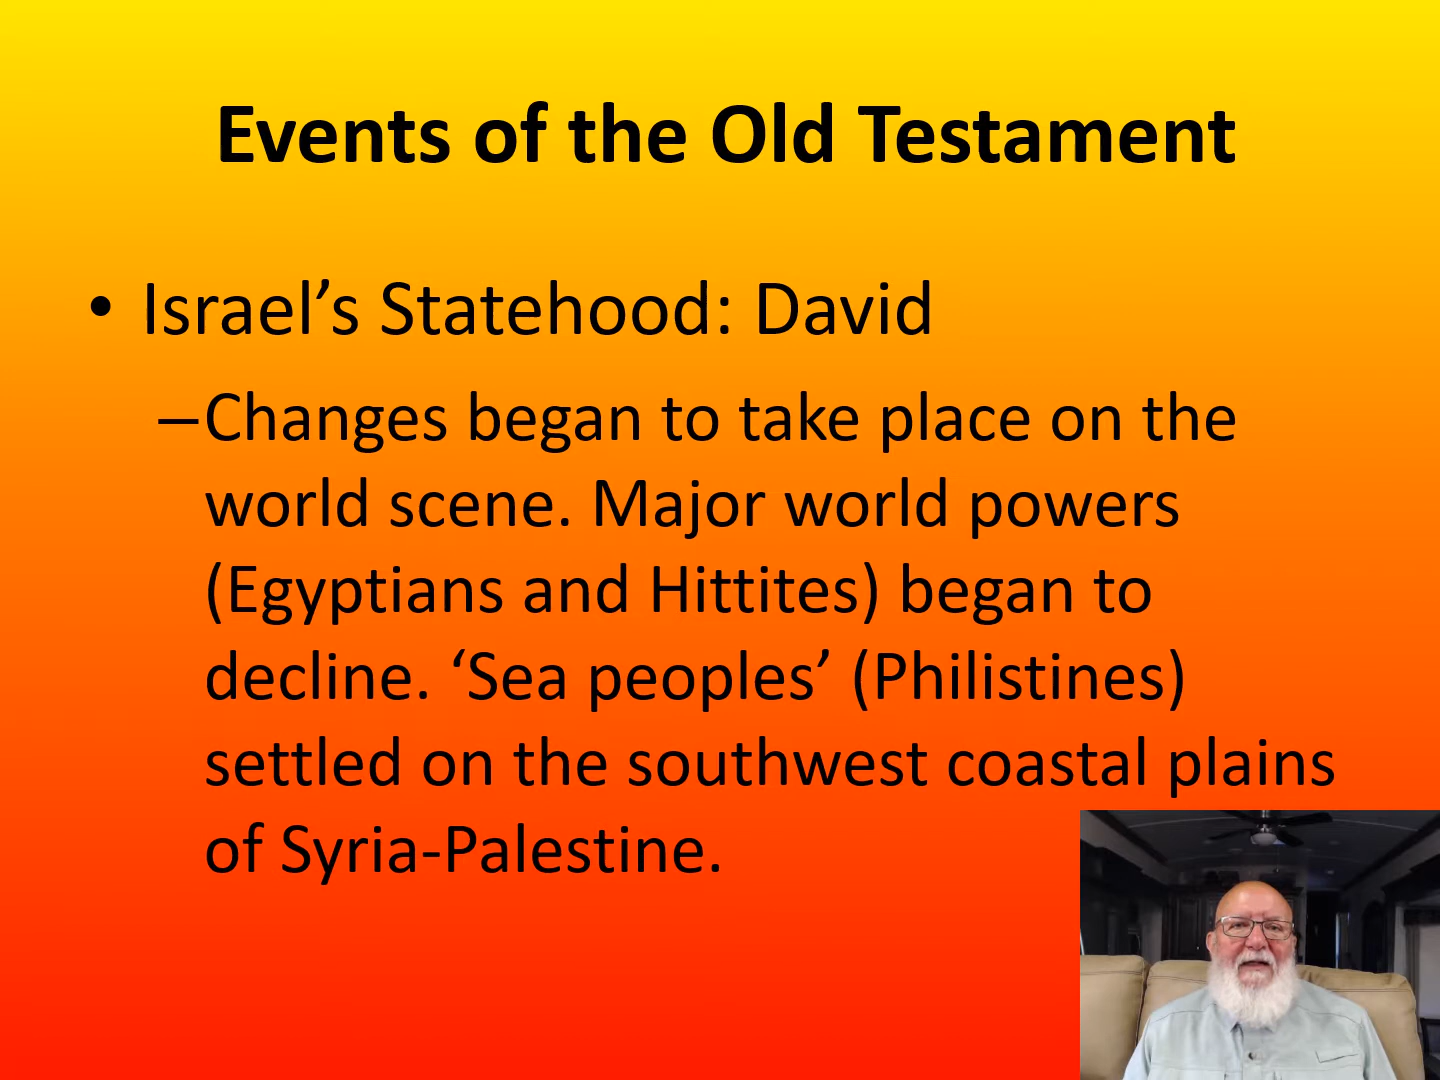 Events of the Old Testament
• Israel’s Statehood: David
–Changes began to take place on the
world scene. Major world powers
(Egyptians and Hittites) began to
decline. ‘Sea peoples’ (Philistines)
settled on the southwest coastal plains
of Syria-Palestine.